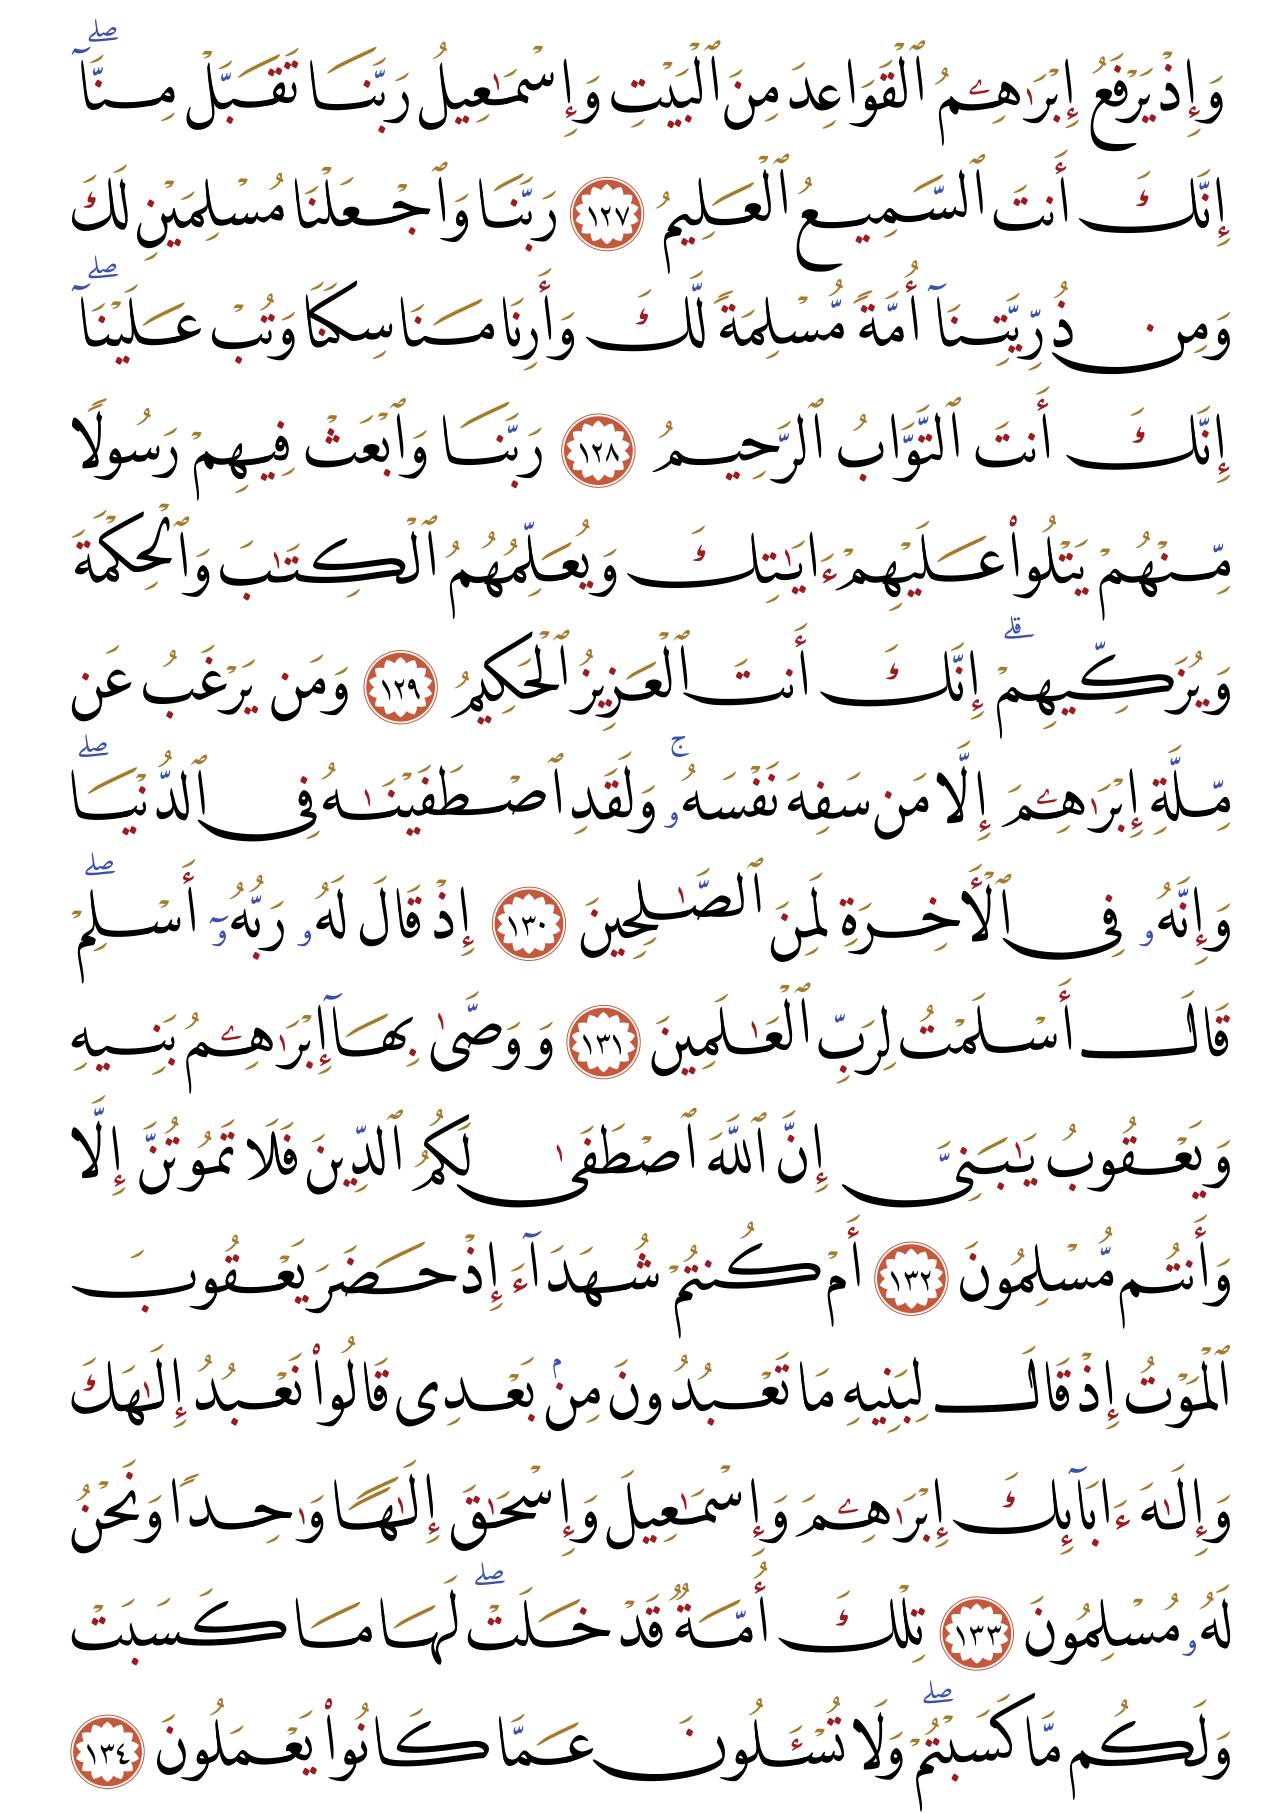 وَإِذْ يَرْفَعُ إِبْرَٰهِـۧمُ ٱلْقَوَاعِدَ مِنَ ٱلْبَيْتِ وَإِسْمَـٰعِيلُ رَبَّنَا تَقَبَّلْ مِنَّآۖ
إِنَّكَ أَنتَ ٱلسَّمِيعُ ٱلْعَلِيمُ ١٢٧ رَبَّنَا وَٱجْعَلْنَا مُسْلِمَيْنِ لَكَ
وَمِن ذُرِّيَّتِنَآ أُمَّةً مُّسْلِمَةً لَّكَ وَأَرِنَا مَنَاسِكَنَا وَتُبْ عَلَيْنَآۖ
إِنَّكَ أَنتَ ٱلتَّوَّابُ ٱلرَّحِيمُ ١٢٨ رَبَّنَا وَٱبْعَثْ فِيهِمْ رَسُولًا
مِّنْهُمْ يَتْلُوا۟ عَلَيْهِمْ ءَايَـٰتِكَ وَيُعَلِّمُهُمُ ٱلْكِتَـٰبَ وَٱلْحِكْمَةَ
وَيُزَكِّيهِمْۗ إِنَّكَ أَنتَ ٱلْعَزِيزُ ٱلْحَكِيمُ ١٢٩ وَمَن يَرْغَبُ عَن
مِّلَّةِ إِبْرَٰهِـۧمَ إِلَّا مَن سَفِهَ نَفْسَهُۥۚ وَلَقَدِ ٱصْطَفَيْنَـٰهُ فِى ٱلدُّنْيَاۖ
وَإِنَّهُۥ فِى ٱلْأَخِرَةِ لَمِنَ ٱلصَّـٰلِحِينَ ١٣٠ إِذْ قَالَ لَهُۥ رَبُّهُۥٓ أَسْلِمْۖ
قَالَ أَسْلَمْتُ لِرَبِّ ٱلْعَـٰلَمِينَ ١٣١ وَوَصَّىٰ بِهَآ إِبْرَٰهِـۧمُ بَنِيهِ
وَيَعْقُوبُ يَـٰبَنِىَّ إِنَّ ٱللَّهَ ٱصْطَفَىٰ لَكُمُ ٱلدِّينَ فَلَا تَمُوتُنَّ إِلَّا
وَأَنتُم مُّسْلِمُونَ ١٣٢ أَمْ كُنتُمْ شُهَدَآءَ إِذْ حَضَرَ يَعْقُوبَ
ٱلْمَوْتُ إِذْ قَالَ لِبَنِيهِ مَا تَعْبُدُونَ مِنۢ بَعْدِى قَالُوا۟ نَعْبُدُ إِلَـٰهَكَ
وَإِلَـٰهَ ءَابَآئِكَ إِبْرَٰهِـۧمَ وَإِسْمَـٰعِيلَ وَإِسْحَـٰقَ إِلَـٰهًا وَٰحِدًا وَنَحْنُ
لَهُۥ مُسْلِمُونَ ١٣٣ تِلْكَ أُمَّةٌ قَدْ خَلَتْۖ لَهَا مَا كَسَبَتْ
وَلَكُم مَّا كَسَبْتُمْۖ وَلَا تُسْـَٔلُونَ عَمَّا كَانُوا۟ يَعْمَلُونَ ١٣٤